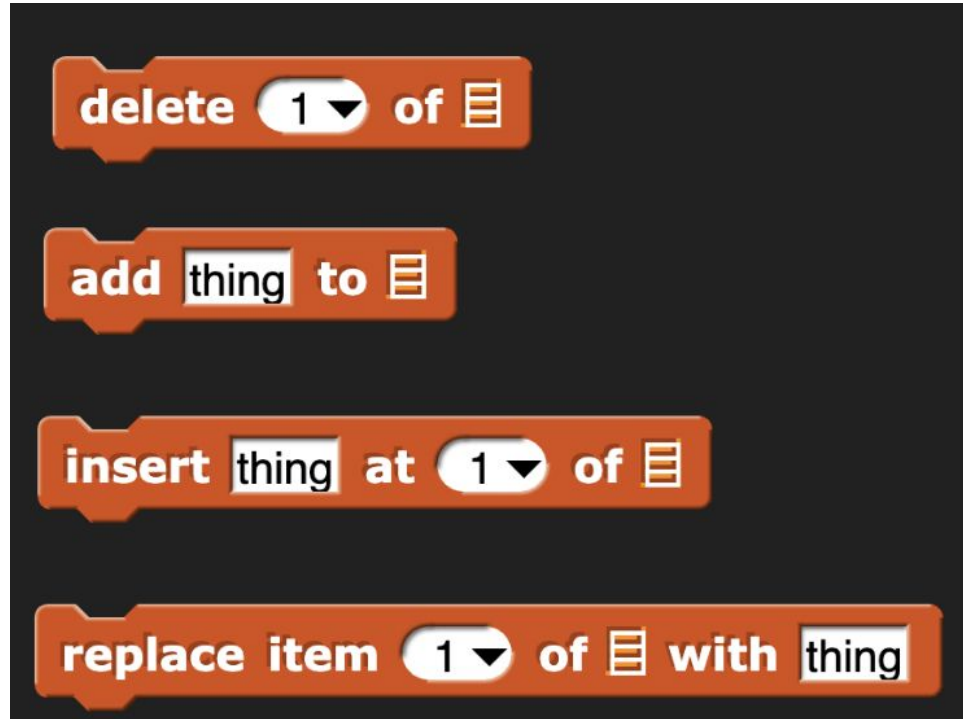 delete 1 of
add thing to
insert thing at 1 of
replace item 1 of with thing